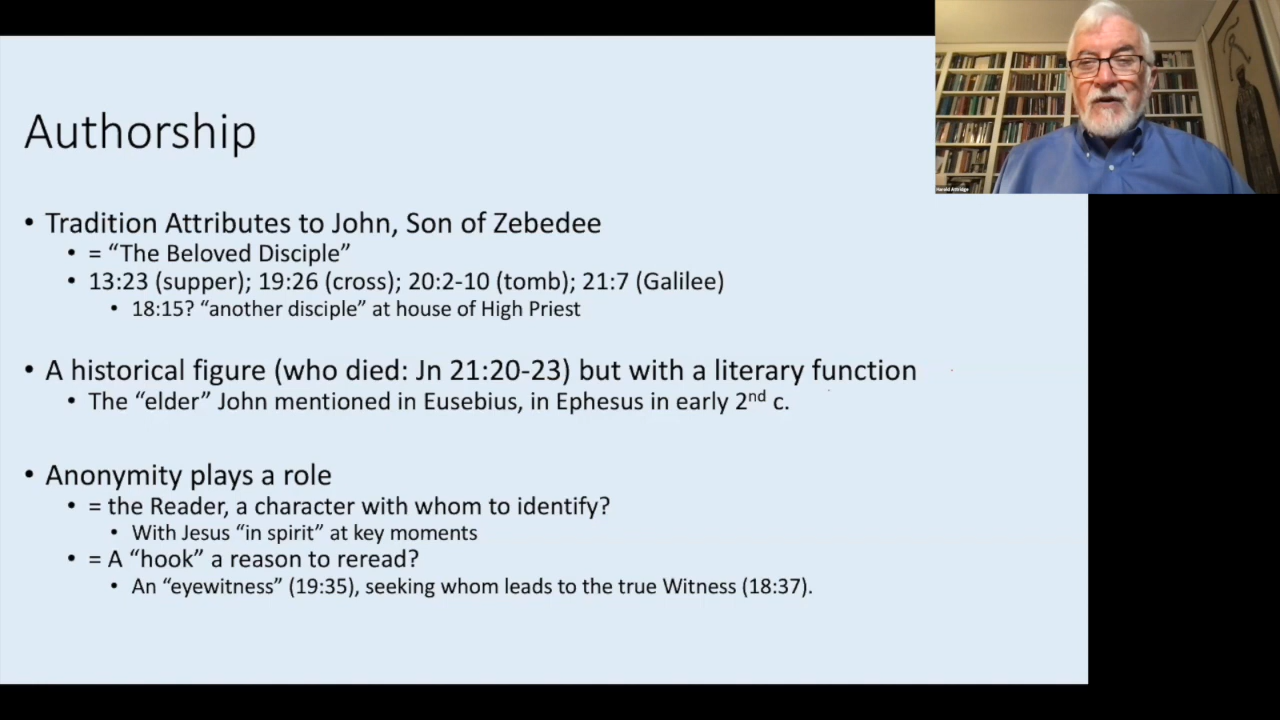 Authorship
• Tradition Attributes to John, Son of Zebedee
• = “The Beloved Disciple”
• 13:23 (supper); 19:26 (cross); 20:2-10 (tomb); 21:7 (Galilee)
• 18:15? “another disciple” at house of High Priest
• A historical figure (who died: Jn 21:20-23) but with a literary function
• The “elder” John mentioned in Eusebius, in Ephesus in early 2nd c.
• Anonymity plays a role
• = the Reader, a character with whom to identify?
• With Jesus “in spirit” at key moments
• = A “hook” a reason to reread?
• An “eyewitness” (19:35), seeking whom leads to the true Witness (18:37).
Harold Attridge